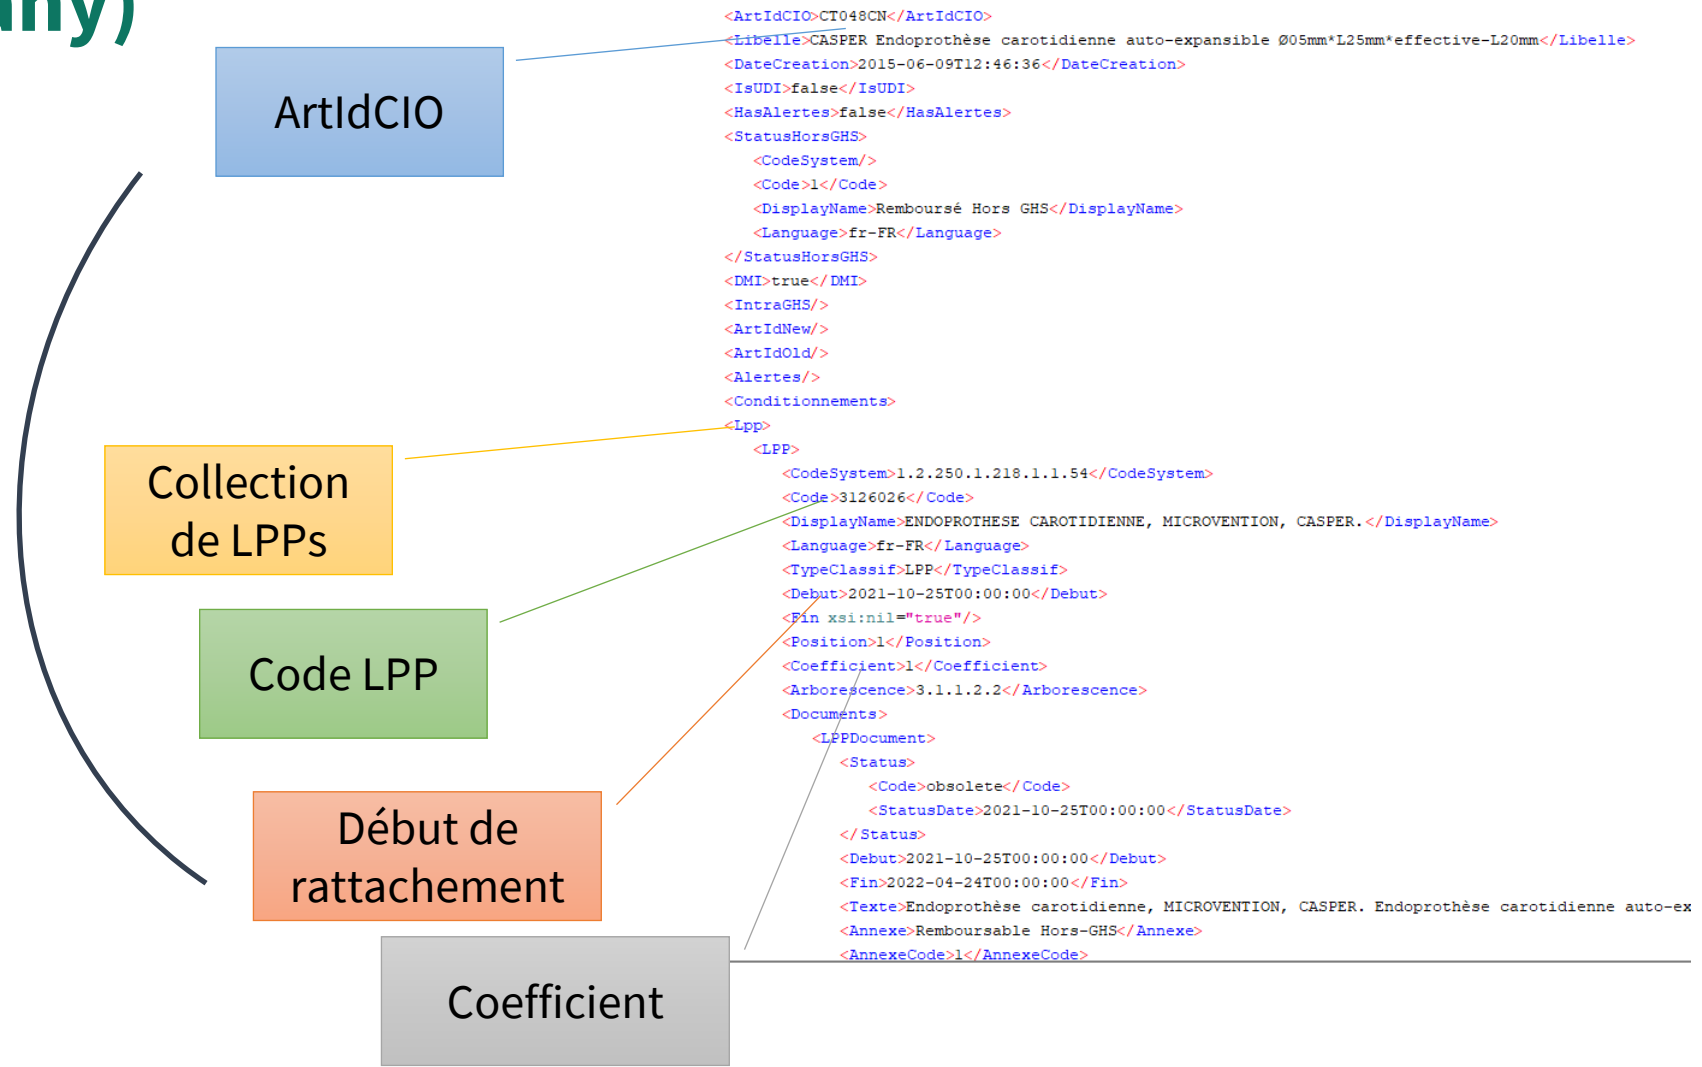 ny)
ArtIdCIO
Collection
de LPPs
Code LPP
Début de
rattachement
Coefficient
<ArtIdCIO>CT048CN</ArtIdCIO>
<Libelle>CASPER Endoprothèse carotidienne auto-expansible Ø05mm*L25mm*effective-L20mm</Libelle>
<DateCreation>2015-06-09T12:46:36</DateCreation>
<IsUDI>false</IsUDI>
<HasAlertes>false</HasAlertes>
<StatusHorsGHS>
<CodeSystem/>
<Code>1</Code>
<DisplayName>Remboursé Hors GHS</DisplayName>
<Language>fr-FR</Language>
</StatusHorsGHS>
<DMI>true</DMI>
<IntraGHS/>
<ArtIdNew/>
<ArtIdOld/>
<Alertes/>
<Conditionnements>
<Lpp>
<LPP>
<CodeSystem>1.2.250.1.218.1.1.54</CodeSystem>
<Code>3126026</Code>
<DisplayName>ENDOPROTHESE CAROTIDIENNE, MICROVENTION, CASPER.</DisplayName>
<Language>fr-FR</Language>
<TypeClassif>LPP</TypeClassif>
<Debut>2021-10-25T00:00:00</Debut>
<Fin xsi:nil="true"/>
<Position>1</Position>
<Coefficient>1</Coefficient>
<Arborescence>3.1.1.2.2</Arborescence>
<Documents>
<LPPDocument>
<Status>
<Code>obsolete</Code>
<StatusDate>2021-10-25T00:00:00</StatusDate>
</Status>
<Debut>2021-10-25T00:00:00</Debut>
<Fin>2022-04-24T00:00:00</Fin>
<Texte>Endoprothèse carotidienne, MICROVENTION, CASPER. Endoprothèse carotidienne auto-ex
<Annexe>Remboursable Hors-GHS</Annexe>
<AnnexeCode>1</AnnexeCode>